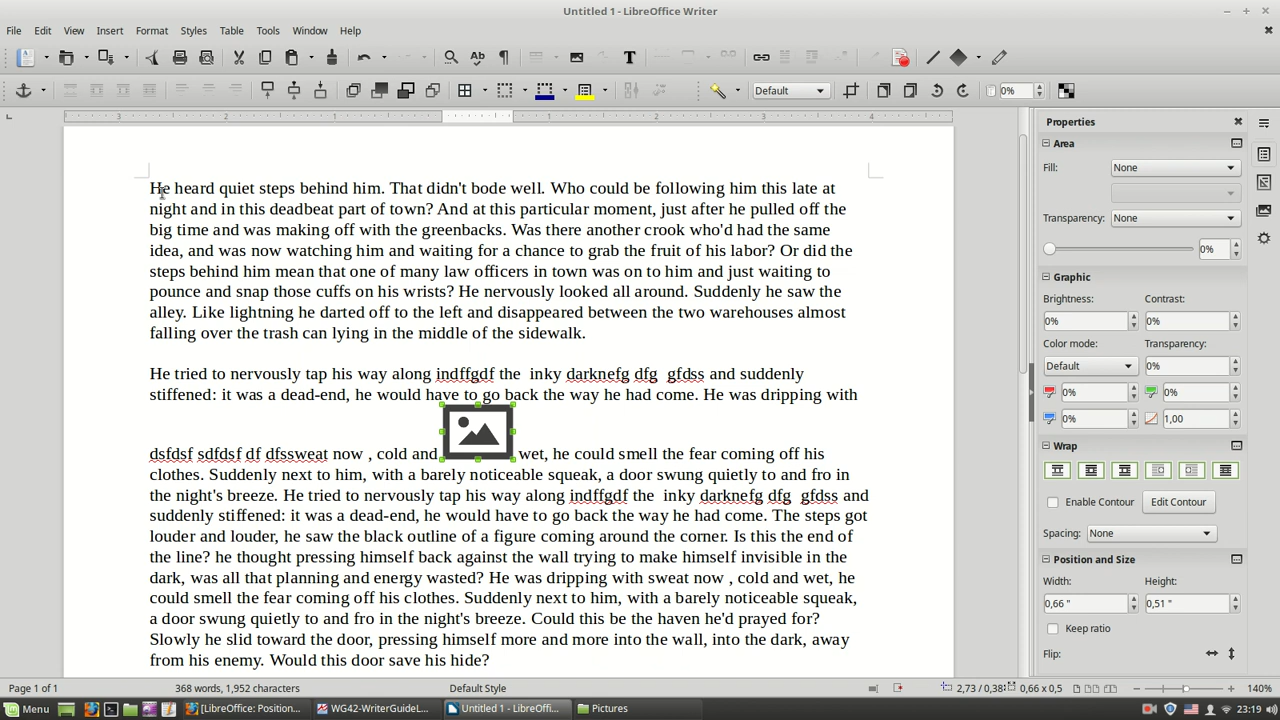 Untitled 1 - LibreOffice Writer
File Edit View Insert Format Styles Table Tools Window Help
Default
0%
3 2 1 1 2 3 4
Properties
Area
Fill: None
Transparency: None
0%
Graphic
Brightness: Contrast:
0% 0%
Color mode: Transparency:
Default 0%
0% 0%
0% 1,00
Wrap
Enable Contour Edit Contour
Spacing: None
Position and Size
Width: Height:
0,66 " 0,51 "
Keep ratio
Flip:
He heard quiet steps behind him. That didn't bode well. Who could be following him this late at
night and in this deadbeat part of town? And at this particular moment, just after he pulled off the
big time and was making off with the greenbacks. Was there another crook who'd had the same
idea, and was now watching him and waiting for a chance to grab the fruit of his labor? Or did the
steps behind him mean that one of many law officers in town was on to him and just waiting to
pounce and snap those cuffs on his wrists? He nervously looked all around. Suddenly he saw the
alley. Like lightning he darted off to the left and disappeared between the two warehouses almost
falling over the trash can lying in the middle of the sidewalk.
He tried to nervously tap his way along indffgdf the  inky darknefg dfg  gfdss and suddenly
stiffened: it was a dead-end, he would have to go back the way he had come. He was dripping with
dsfdsf sdfdsf df dfssweat now , cold and wet, he could smell the fear coming off his
clothes. Suddenly next to him, with a barely noticeable squeak, a door swung quietly to and fro in
the night's breeze. He tried to nervously tap his way along indffgdf the  inky darknefg dfg  gfdss and
suddenly stiffened: it was a dead-end, he would have to go back the way he had come. The steps got
louder and louder, he saw the black outline of a figure coming around the corner. Is this the end of
the line? he thought pressing himself back against the wall trying to make himself invisible in the
dark, was all that planning and energy wasted? He was dripping with sweat now , cold and wet, he
could smell the fear coming off his clothes. Suddenly next to him, with a barely noticeable squeak,
a door swung quietly to and fro in the night's breeze. Could this be the haven he'd prayed for?
Slowly he slid toward the door, pressing himself more and more into the wall, into the dark, away
from his enemy. Would this door save his hide?
Page 1 of 1 368 words, 1,952 characters Default Style 2,73 / 0,38 0,66 x 0,5 140%
Menu [LibreOffice: Position... WG42-WriterGuideL... Untitled 1 - LibreOffi... Pictures 23:19